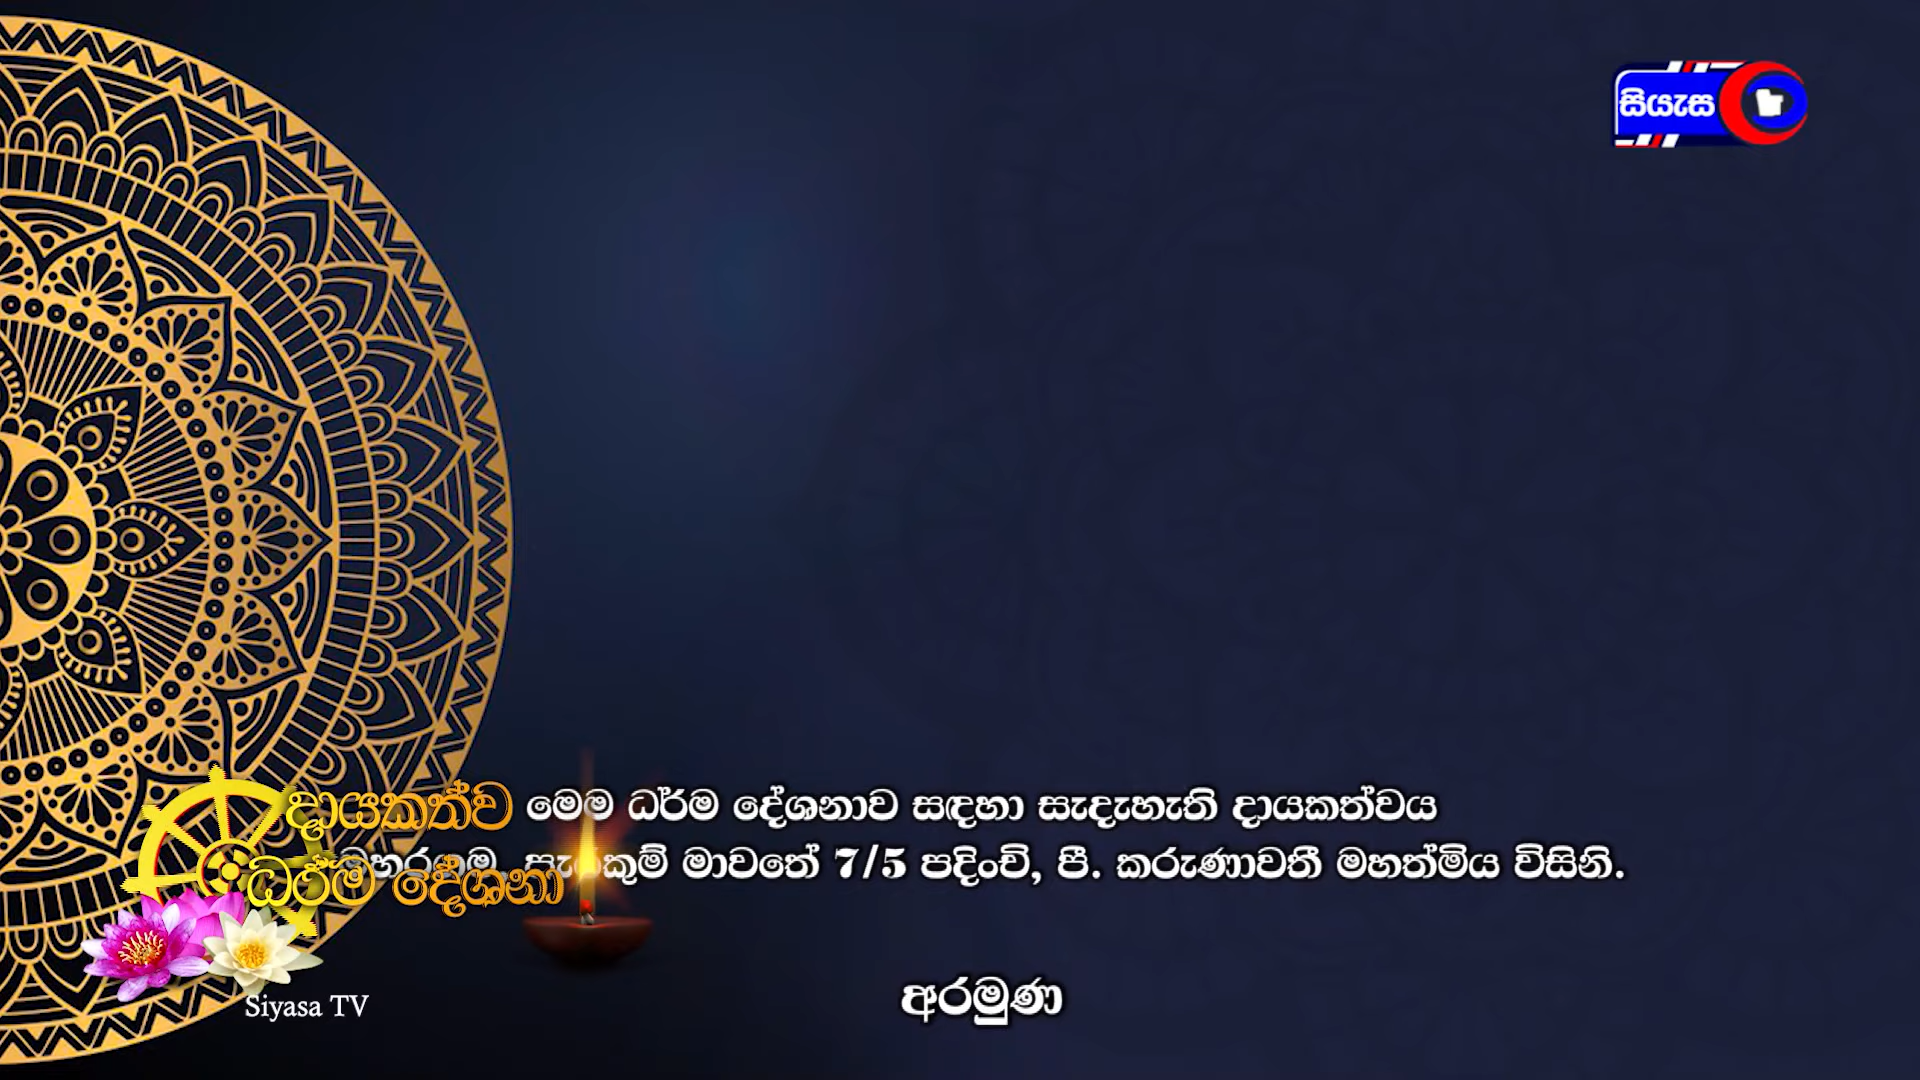 සියැස
දායකත්ව
ධර්ම දේශනා
මෙම ධර්ම දේශනාව සඳහා සැදැහැති දායකත්වය
මාවතේ 7/5 පදිංචි, පී. කරුණාවතී මහත්මිය විසිනි.
Siyasa TV
අරමුණ